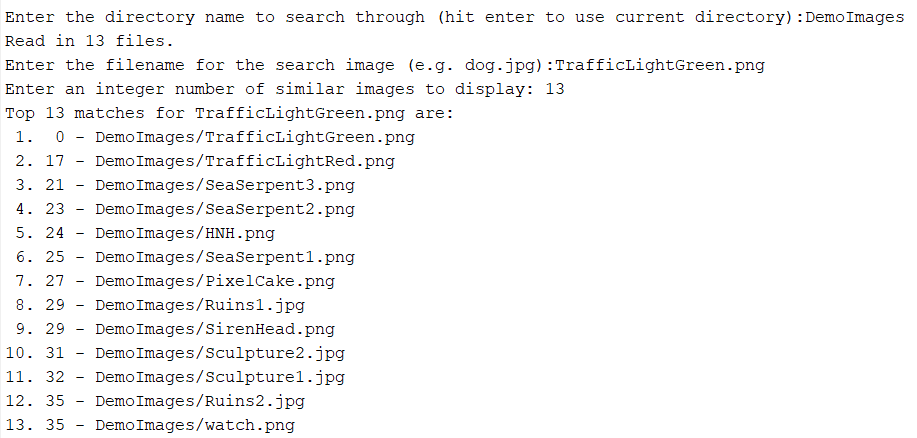 Enter the directory name to search through (hit enter to use current directory):DemoImages
Read in 13 files.
Enter the filename for the search image (e.g. dog.jpg):TrafficLightGreen.png
Enter an integer number of similar images to display: 13
Top 13 matches for TrafficLightGreen.png are:
 1.  0 - DemoImages/TrafficLightGreen.png
 2. 17 - DemoImages/TrafficLightRed.png
 3. 21 - DemoImages/SeaSerpent3.png
 4. 23 - DemoImages/SeaSerpent2.png
 5. 24 - DemoImages/HNH.png
 6. 25 - DemoImages/SeaSerpent1.png
 7. 27 - DemoImages/PixelCake.png
 8. 29 - DemoImages/Ruins1.jpg
 9. 29 - DemoImages/SirenHead.png
10. 31 - DemoImages/Sculpture2.jpg
11. 32 - DemoImages/Sculpture1.jpg
12. 35 - DemoImages/Ruins2.jpg
13. 35 - DemoImages/watch.png